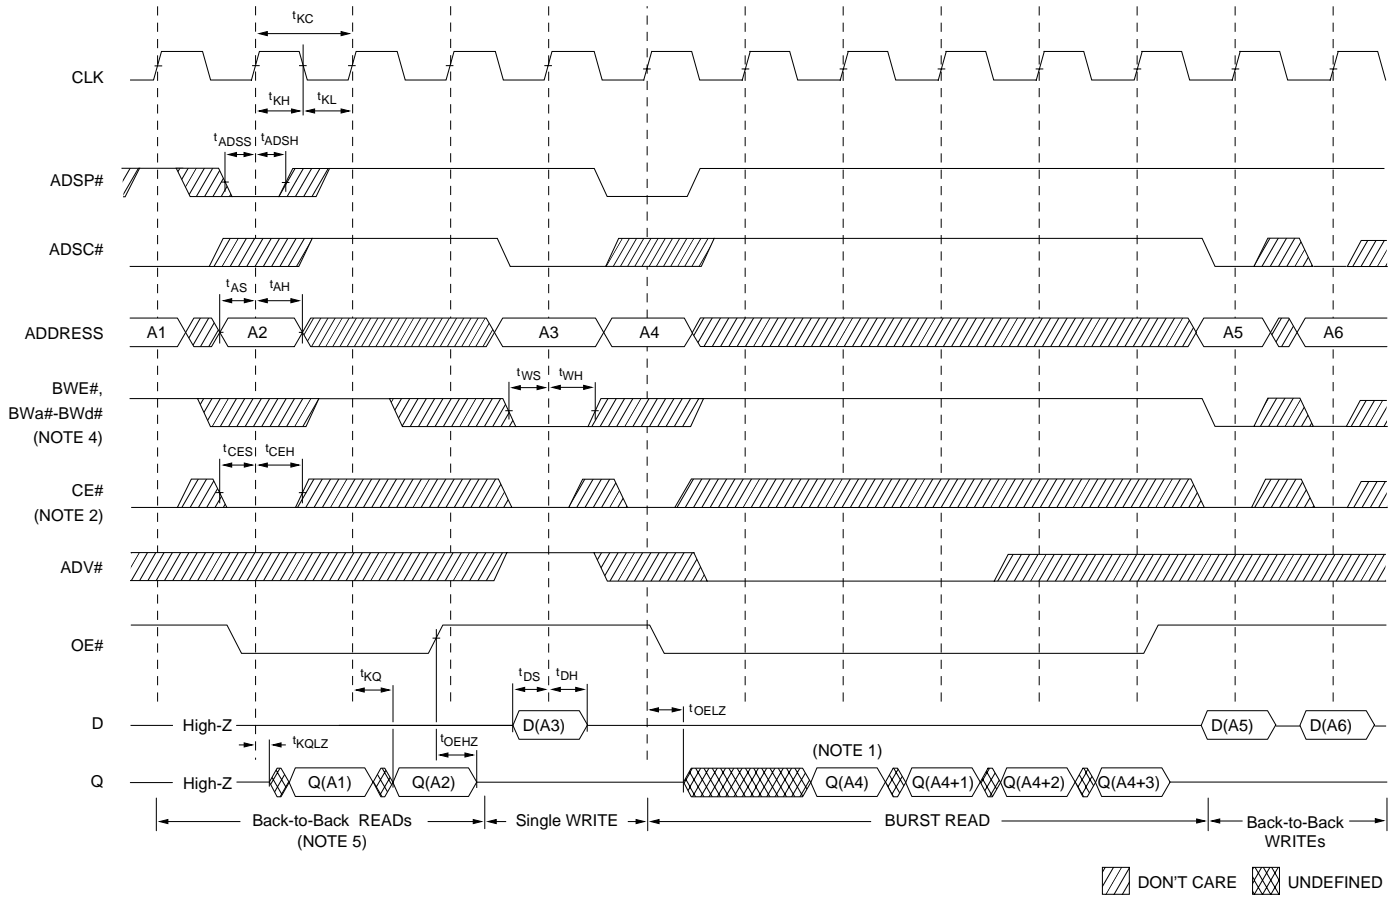 tKC
CLK
tKH
tKL
tADSS
tADSH
ADSP#
ADSC#
tAS
tAH
ADDRESS
A1
A2
A3
A4
A5
A6
BWE#,
BWa#-BWd#
(NOTE 4)
tWS
tWH
tCES
tCEH
CE#
(NOTE 2)
ADV#
OE#
tKQ
tDS
tDH
tOELZ
D
High-Z
D(A3)
D(A5)
D(A6)
tKQLZ
tOEHZ
(NOTE 1)
Q
High-Z
Q(A1)
Q(A2)
Q(A4)
Q(A4+1)
Q(A4+2)
Q(A4+3)
Back-to-Back READs
(NOTE 5)
Single WRITE
BURST READ
Back-to-Back
WRITEs
DON'T CARE
UNDEFINED